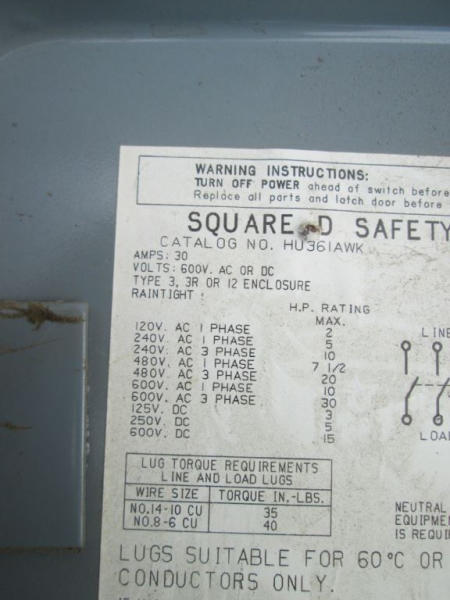 WARNING INSTRUCTIONS:
TURN OFF POWER ahead of switch before
Replace all parts and latch door before
SQUARE D SAFETY
CATALOG NO. HU361AWK
AMPS: 30
VOLTS: 600V. AC OR DC
TYPE 3, 3R OR 12 ENCLOSURE
RAINTIGHT
H.P. RATING
MAX.
120V. AC 1 PHASE 2
240V. AC 1 PHASE 5
240V. AC 3 PHASE 10
480V. AC 1 PHASE 7 1/2
480V. AC 3 PHASE 20
600V. AC 1 PHASE 10
600V. AC 3 PHASE 30
125V. DC 3
250V. DC 5
600V. DC 15
LINE
LOAD
LUG TORQUE REQUIREMENTS
LINE AND LOAD LUGS
WIRE SIZE TORQUE IN.-LBS.
NO.14-10 CU 35
NO.8-6 CU 40
NEUTRAL
EQUIPME
IS REQUI
LUGS SUITABLE FOR 60°C OR
CONDUCTORS ONLY.